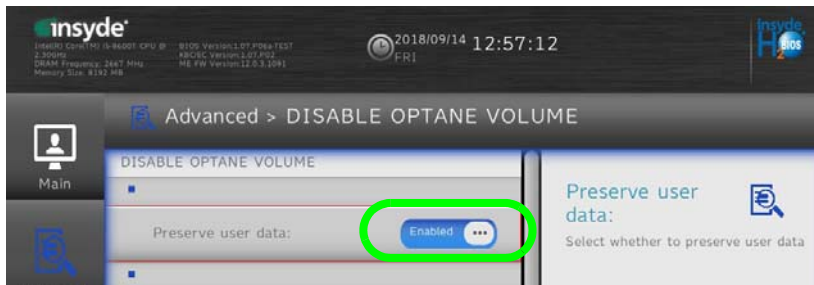 insyde
Intel(R) Core(TM) i5-8600T CPU @
2.30GHz
DRAM Frequency: 2667 MHz
Memory Size: 8192 MB
BIOS Version:1.07.P06a-TEST
KBC/EC Version:1.07.P02
ME FW Version:12.0.3.1091
2018/09/14 12:57:12
FRI
insyde
H2O BIOS
Advanced > DISABLE OPTANE VOLUME
Main
DISABLE OPTANE VOLUME
Preserve user data:
Enabled
Preserve user
data:
Select whether to preserve user data